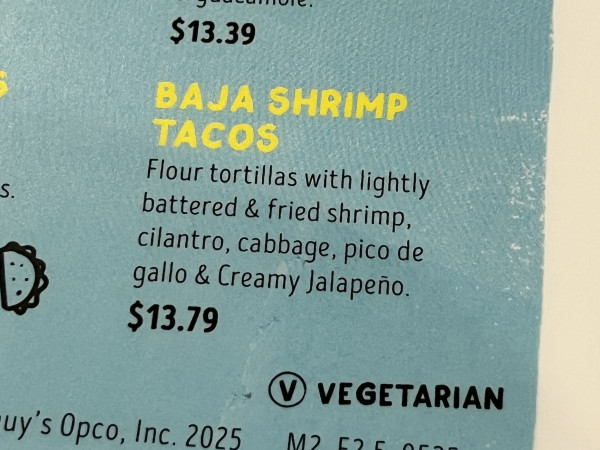 guacamole.
$13.39
BAJA SHRIMP
TACOS
Flour tortillas with lightly
battered & fried shrimp,
cilantro, cabbage, pico de
gallo & Creamy Jalapeño.
$13.79
S
s.
V VEGETARIAN
uy's Opco, Inc. 2025